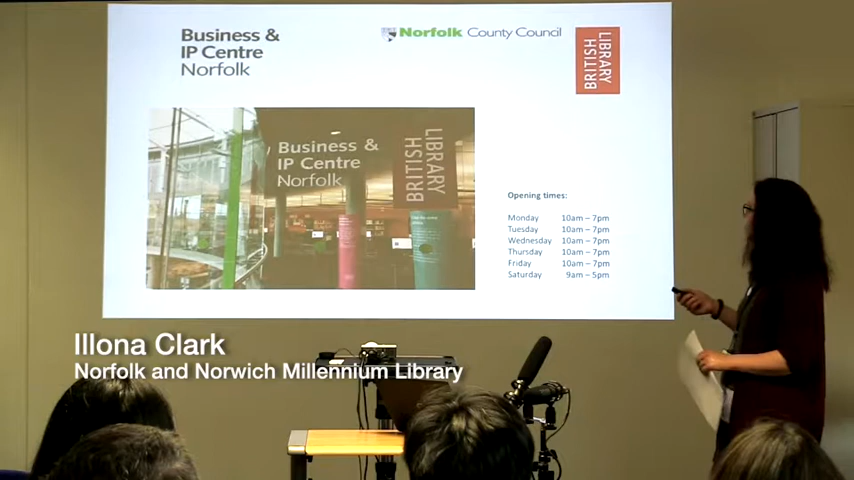 Business &
IP Centre
Norfolk
Norfolk County Council
BRITISH
LIBRARY
Business &
IP Centre
Norfolk
BRITISH
LIBRARY
Opening times:
Monday 10am – 7pm
Tuesday 10am – 7pm
Wednesday 10am – 7pm
Thursday 10am – 7pm
Friday 10am – 7pm
Saturday 9am – 5pm
Illona Clark
Norfolk and Norwich Millennium Library